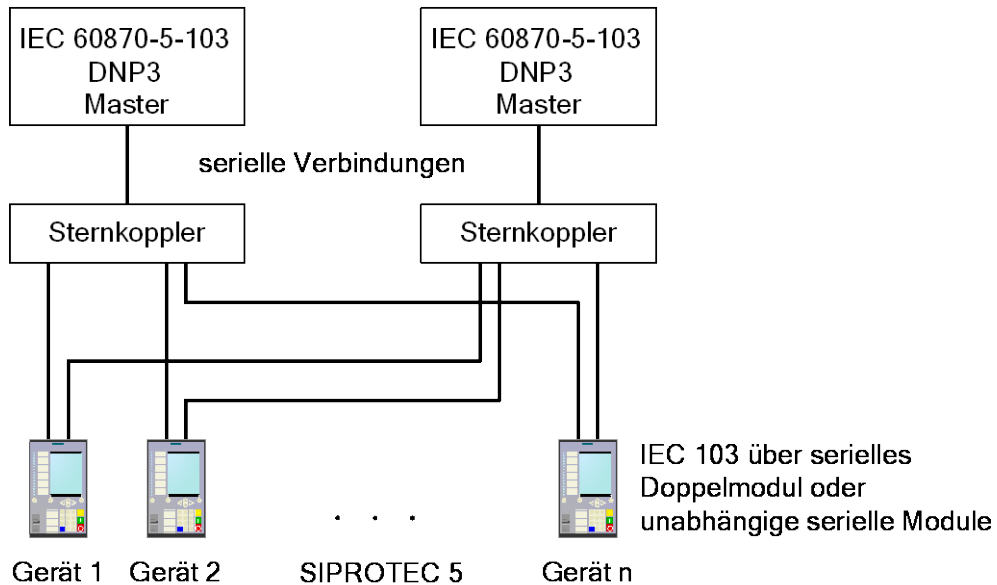 IEC 60870-5-103
DNP3
Master
IEC 60870-5-103
DNP3
Master
serielle Verbindungen
Sternkoppler
Sternkoppler
IEC 103 über serielles
Doppelmodul oder
unabhängige serielle Module
. . .
Gerät 1
Gerät 2
SIPROTEC 5
Gerät n